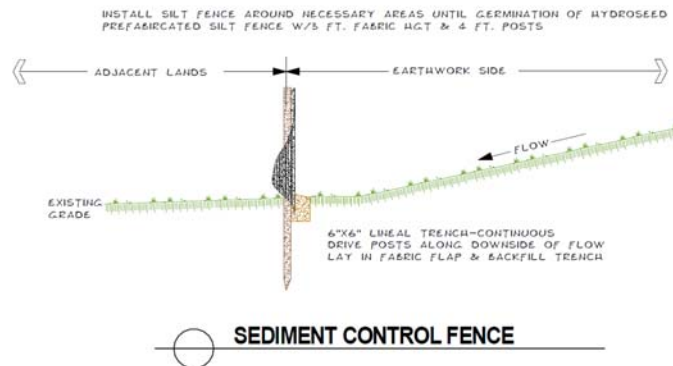 INSTALL SILT FENCE AROUND NECESSARY AREAS UNTIL GERMINATION OF HYDROSEED
PREFABIRCATED SILT FENCE W/3 FT. FABRIC HGT & 4 FT. POSTS
ADJACENT LANDS
EARTHWORK SIDE
FLOW
EXISTING
GRADE
6"X6" LINEAL TRENCH-CONTINUOUS
DRIVE POSTS ALONG DOWNSIDE OF FLOW
LAY IN FABRIC FLAP & BACKFILL TRENCH
SEDIMENT CONTROL FENCE